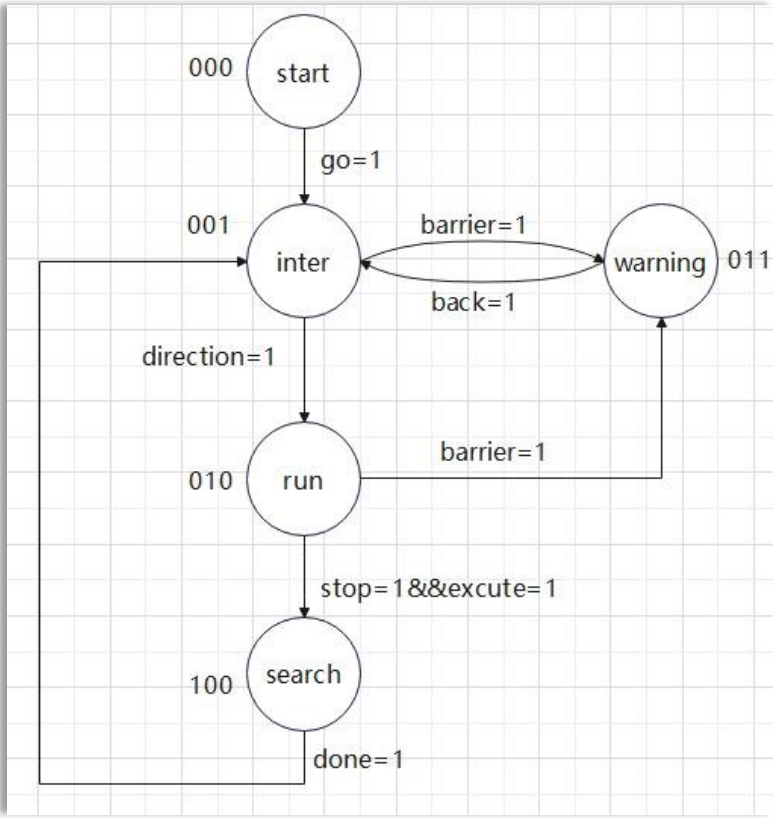 000
start
go=1
001
inter
barrier=1
back=1
warning
011
direction=1
010
run
barrier=1
stop=1&&excute=1
100
search
done=1